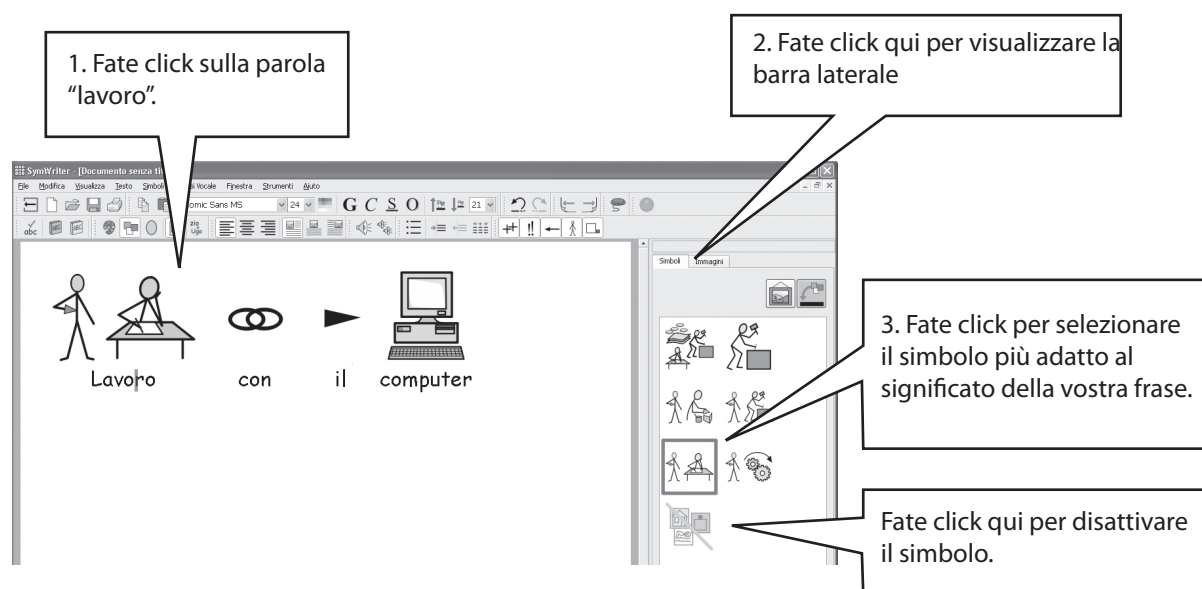 1. Fate click sulla parola
“lavoro”.
2. Fate click qui per visualizzare la
barra laterale
SymWriter - [Documento senza ti
File Modifica Visualizza Testo Simboli si Vocale Finestra Strumenti Aiuto
omic Sans MS 24 G C S O 21
abc
Simboli Immagini
3. Fate click per selezionare
il simbolo più adatto al
significato della vostra frase.
Lavoro con il computer
Fate click qui per disattivare
il simbolo.